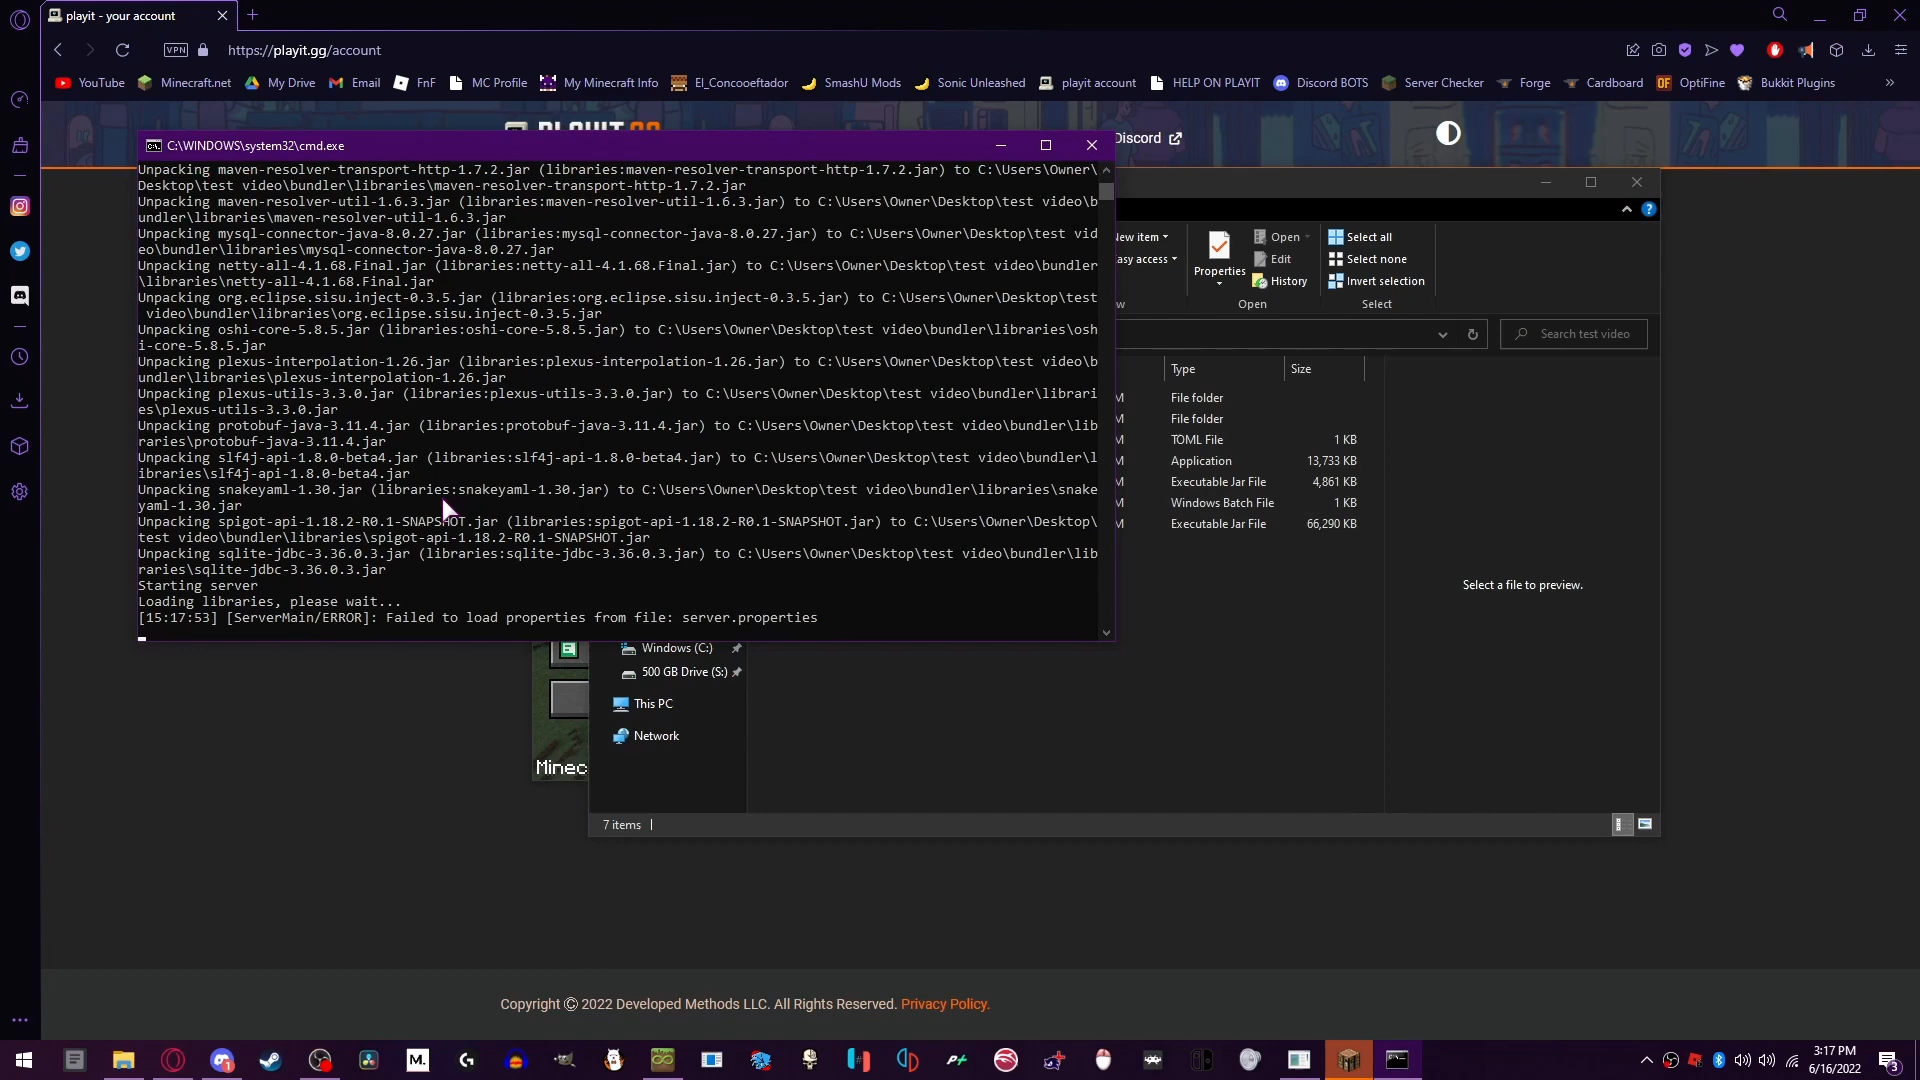 playit - your account
VPN
https://playit.gg/account
YouTube
Minecraft.net
My Drive
Email
FnF
MC Profile
My Minecraft Info
El_Concooeftador
SmashU Mods
Sonic Unleashed
playit account
HELP ON PLAYIT
Discord BOTS
Server Checker
Forge
Cardboard
OF OptiFine
Bukkit Plugins
»
Discord
C:\WINDOWS\system32\cmd.exe
Unpacking maven-resolver-transport-http-1.7.2.jar (libraries:maven-resolver-transport-http-1.7.2.jar) to C:\Users\Owner\
Desktop\test video\bundler\libraries\maven-resolver-transport-http-1.7.2.jar
Unpacking maven-resolver-util-1.6.3.jar (libraries:maven-resolver-util-1.6.3.jar) to C:\Users\Owner\Desktop\test video\b
undler\libraries\maven-resolver-util-1.6.3.jar
Unpacking mysql-connector-java-8.0.27.jar (libraries:mysql-connector-java-8.0.27.jar) to C:\Users\Owner\Desktop\test vid
eo\bundler\libraries\mysql-connector-java-8.0.27.jar
Unpacking netty-all-4.1.68.Final.jar (libraries:netty-all-4.1.68.Final.jar) to C:\Users\Owner\Desktop\test video\bundler
\libraries\netty-all-4.1.68.Final.jar
Unpacking org.eclipse.sisu.inject-0.3.5.jar (libraries:org.eclipse.sisu.inject-0.3.5.jar) to C:\Users\Owner\Desktop\test
 video\bundler\libraries\org.eclipse.sisu.inject-0.3.5.jar
Unpacking oshi-core-5.8.5.jar (libraries:oshi-core-5.8.5.jar) to C:\Users\Owner\Desktop\test video\bundler\libraries\osh
i-core-5.8.5.jar
Unpacking plexus-interpolation-1.26.jar (libraries:plexus-interpolation-1.26.jar) to C:\Users\Owner\Desktop\test video\b
undler\libraries\plexus-interpolation-1.26.jar
Unpacking plexus-utils-3.3.0.jar (libraries:plexus-utils-3.3.0.jar) to C:\Users\Owner\Desktop\test video\bundler\librari
es\plexus-utils-3.3.0.jar
Unpacking protobuf-java-3.11.4.jar (libraries:protobuf-java-3.11.4.jar) to C:\Users\Owner\Desktop\test video\bundler\lib
raries\protobuf-java-3.11.4.jar
Unpacking slf4j-api-1.8.0-beta4.jar (libraries:slf4j-api-1.8.0-beta4.jar) to C:\Users\Owner\Desktop\test video\bundler\l
ibraries\slf4j-api-1.8.0-beta4.jar
Unpacking snakeyaml-1.30.jar (libraries:snakeyaml-1.30.jar) to C:\Users\Owner\Desktop\test video\bundler\libraries\snake
yaml-1.30.jar
Unpacking spigot-api-1.18.2-R0.1-SNAPSHOT.jar (libraries:spigot-api-1.18.2-R0.1-SNAPSHOT.jar) to C:\Users\Owner\Desktop\
test video\bundler\libraries\spigot-api-1.18.2-R0.1-SNAPSHOT.jar
Unpacking sqlite-jdbc-3.36.0.3.jar (libraries:sqlite-jdbc-3.36.0.3.jar) to C:\Users\Owner\Desktop\test video\bundler\lib
raries\sqlite-jdbc-3.36.0.3.jar
Starting server
Loading libraries, please wait...
[15:17:53] [ServerMain/ERROR]: Failed to load properties from file: server.properties
ew item
asy access
w
Properties
Open
Edit
History
Open
Select all
Select none
Invert selection
Select
Search test video
Type
Size
M File folder
M File folder
M TOML File 1 KB
M Application 13,733 KB
M Executable Jar File 4,861 KB
M Windows Batch File 1 KB
M Executable Jar File 66,290 KB
Select a file to preview.
Windows (C:)
500 GB Drive (S:)
This PC
Network
Minec
7 items
Copyright © 2022 Developed Methods LLC. All Rights Reserved. Privacy Policy.
1
M.
3:17 PM
6/16/2022
3